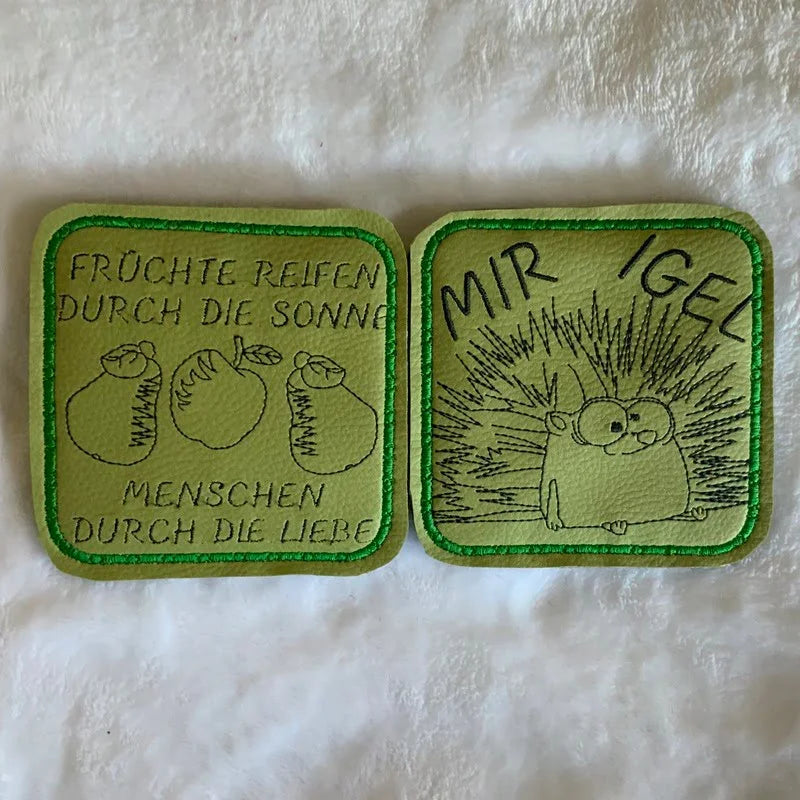 FRÜCHTE REIFEN
DURCH DIE SONNE
MENSCHEN
DURCH DIE LIEBE
MIR IGEL